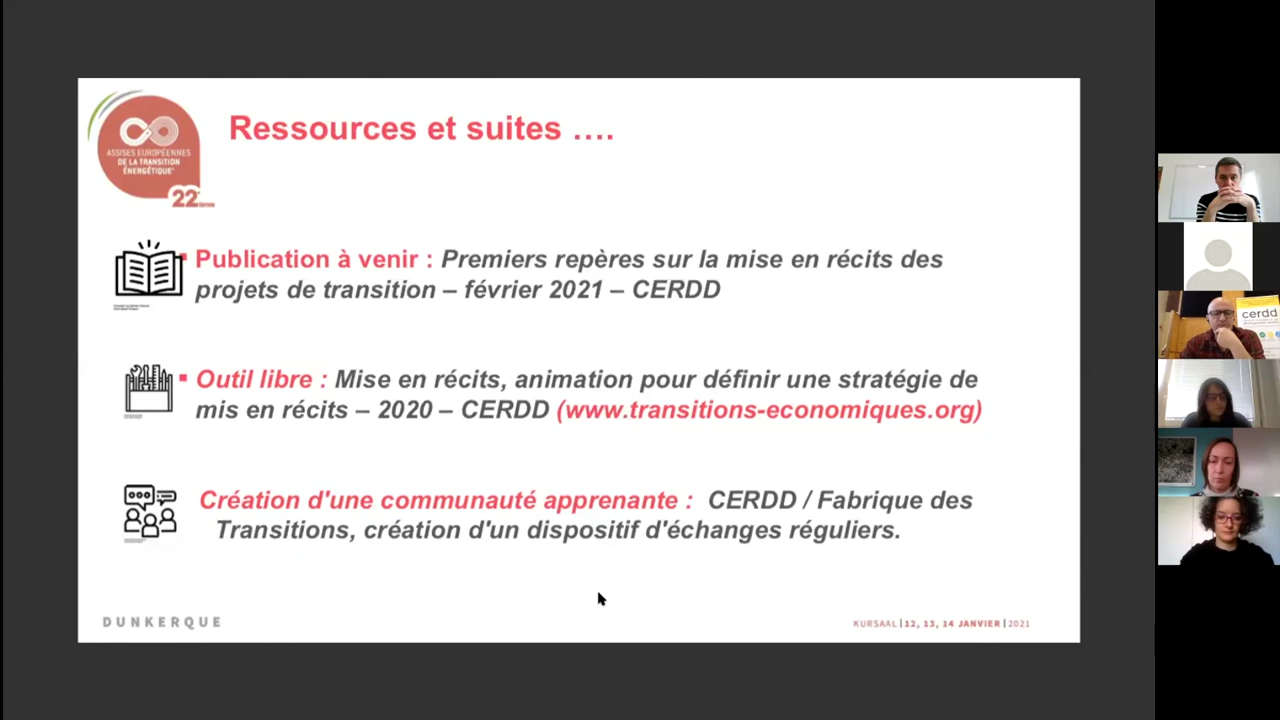 Ressources et suites ....
ASSISES EUROPÉENNES
DE LA TRANSITION
ÉNERGÉTIQUE
22
Publication à venir : Premiers repères sur la mise en récits des
projets de transition – février 2021 – CERDD
cerdd
Outil libre : Mise en récits, animation pour définir une stratégie de
mis en récits – 2020 – CERDD (www.transitions-economiques.org)
Création d'une communauté apprenante : CERDD / Fabrique des
Transitions, création d'un dispositif d'échanges réguliers.
DUNKERQUE
KURSAAL | 12, 13, 14 JANVIER | 2021